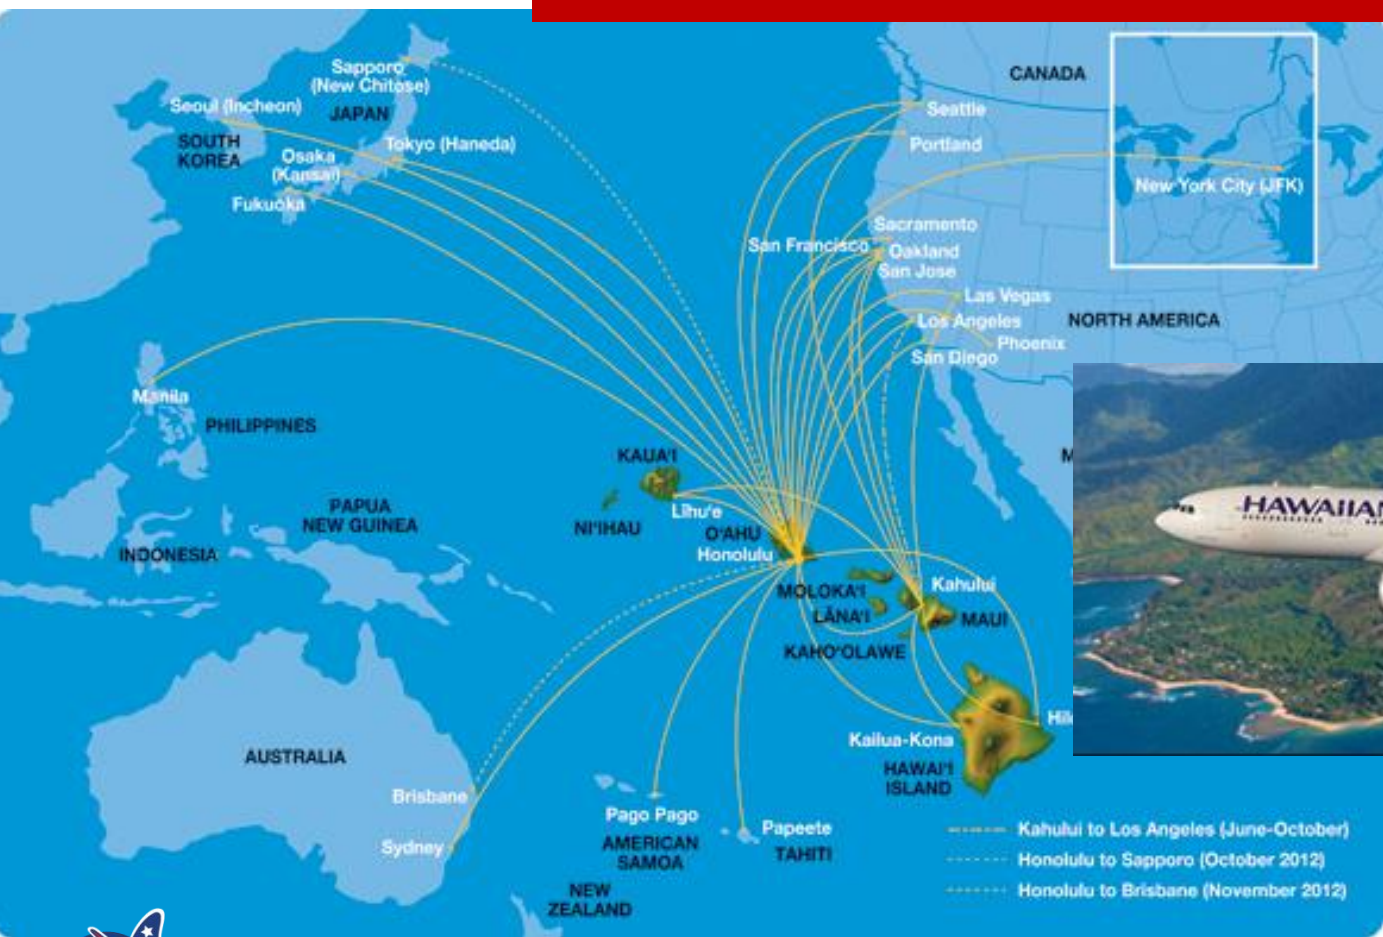 Sapporo
(New Chitose)
CANADA
Seoul (Incheon)
JAPAN
Seattle
SOUTH
KOREA
Tokyo (Haneda)
Portland
Osaka
(Kansai)
New York City (JFK)
Fukuoka
Sacramento
San Francisco
Oakland
San Jose
Las Vegas
Los Angeles
NORTH AMERICA
Phoenix
San Diego
Manila
PHILIPPINES
KAUA'I
M
PAPUA
NEW GUINEA
Līhu'e
HAWAIIAN
NI'IHAU
O'AHU
INDONESIA
Honolulu
MOLOKA'I
Kahului
LĀNA'I
MAUI
KAHO'OLAWE
Kailua-Kona
Hilo
AUSTRALIA
HAWAI'I
ISLAND
Brisbane
Pago Pago
Papeete
Sydney
AMERICAN
SAMOA
TAHITI
NEW
ZEALAND
Kahului to Los Angeles (June-October)
Honolulu to Sapporo (October 2012)
Honolulu to Brisbane (November 2012)